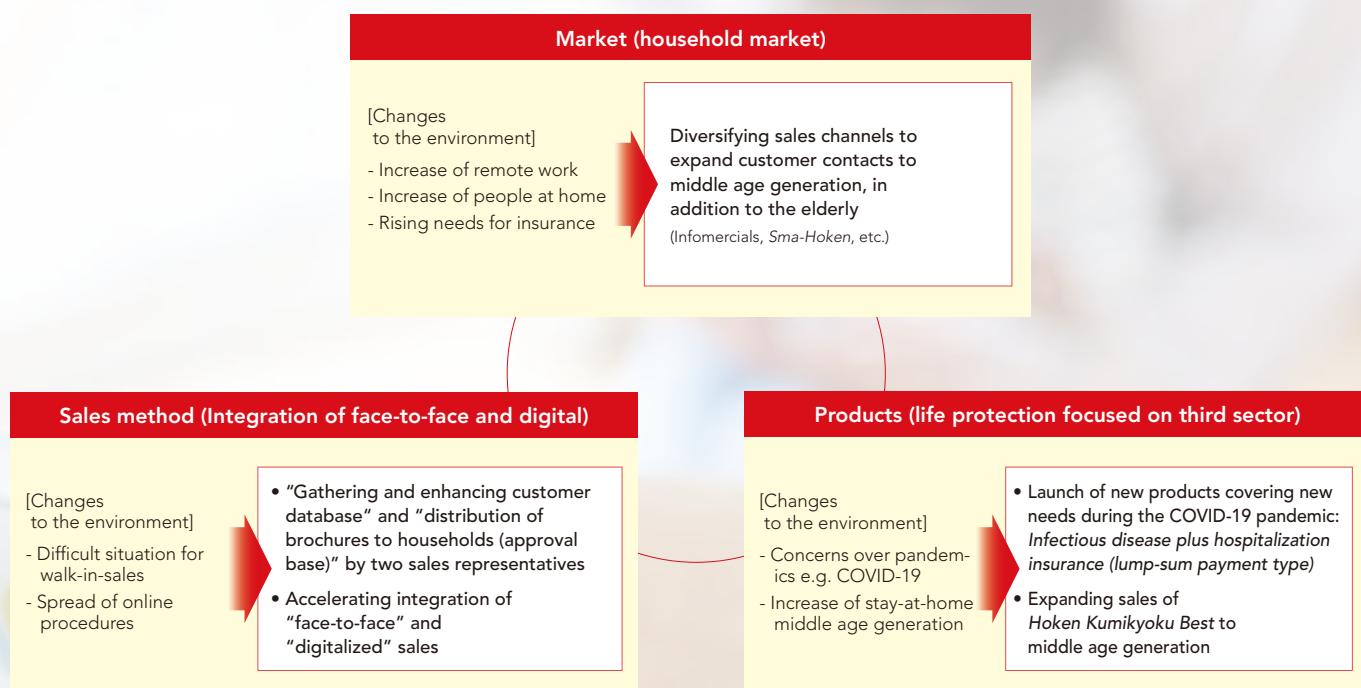 Market (household market)
[Changes
to the environment]
- Increase of remote work
- Increase of people at home
- Rising needs for insurance
Diversifying sales channels to
expand customer contacts to
middle age generation, in
addition to the elderly
(Infomercials, Sma-Hoken, etc.)
Sales method (Integration of face-to-face and digital)
[Changes
to the environment]
- Difficult situation for
walk-in-sales
- Spread of online
procedures
• "Gathering and enhancing customer
database" and "distribution of
brochures to households (approval
base)" by two sales representatives
• Accelerating integration of
"face-to-face" and
"digitalized" sales
Products (life protection focused on third sector)
[Changes
to the environment]
- Concerns over pandem-
ics e.g. COVID-19
- Increase of stay-at-home
middle age generation
• Launch of new products covering new
needs during the COVID-19 pandemic:
Infectious disease plus hospitalization
insurance (lump-sum payment type)
• Expanding sales of
Hoken Kumikyoku Best to
middle age generation